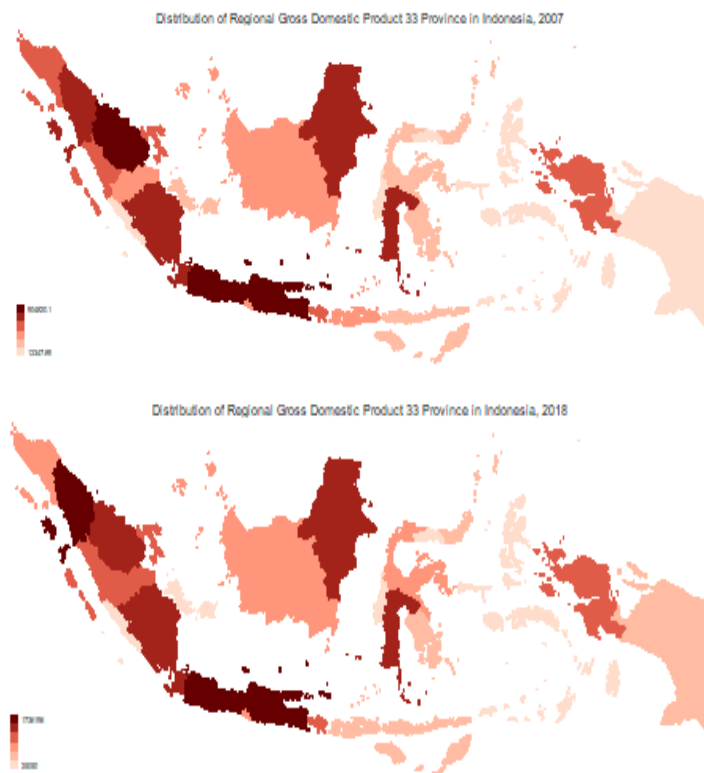 Distribution of Regional Gross Domestic Product 33 Province in Indonesia, 2007
Distribution of Regional Gross Domestic Product 33 Province in Indonesia, 2018